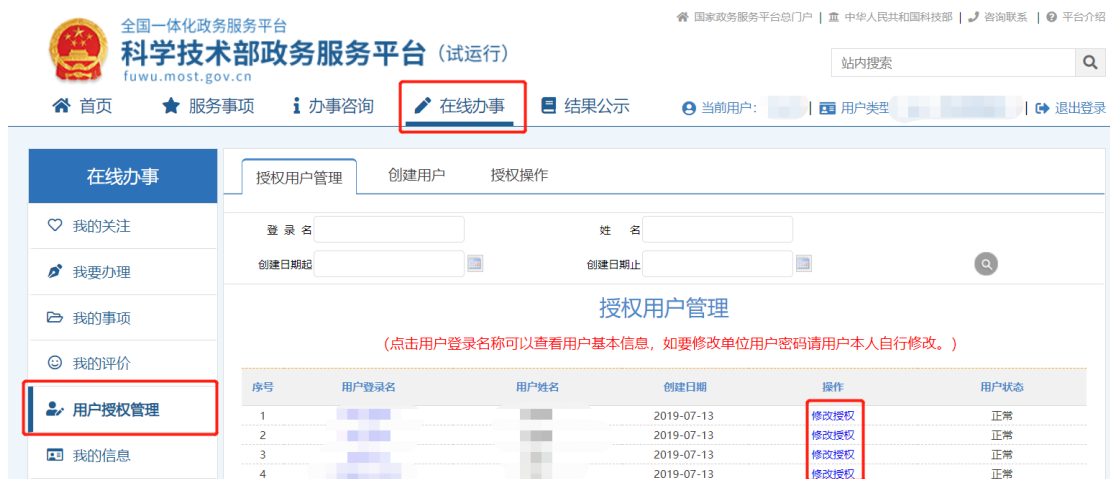 国家政务服务平台总门户 | 中华人民共和国科技部 | 咨询联系 | 平台介绍
全国一体化政务服务平台
科学技术部政务服务平台（试运行）
fuwu.most.gov.cn
站内搜索
首页 服务事项 办事咨询 在线办事 结果公示 当前用户： | 用户类型 | 退出登录
在线办事
我的关注
我要办理
我的事项
我的评价
用户授权管理
我的信息
授权用户管理 创建用户 授权操作
登 录 名 姓 名
创建日期起 创建日期止
授权用户管理
（点击用户登录名称可以查看用户基本信息，如要修改单位用户密码请用户本人自行修改。）
序号 用户登录名 用户姓名 创建日期 操作 用户状态
1 2019-07-13 修改授权 正常
2 2019-07-13 修改授权 正常
3 2019-07-13 修改授权 正常
4 2019-07-13 修改授权 正常